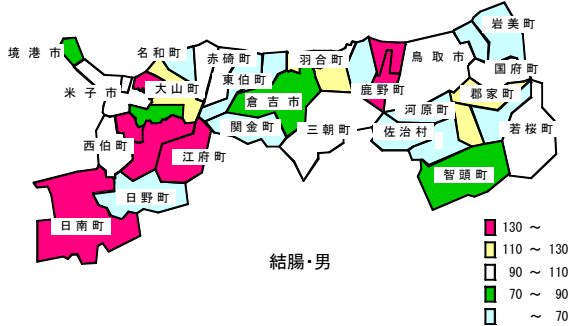 岩美町
境港市
名和町
赤碕町
羽合町
鳥取市
国府町
東伯町
大山町
米子市
鹿野町
郡家町
倉吉市
河原町
関金町
三朝町
佐治村
若桜町
西伯町
江府町
智頭町
日野町
日南町
結腸・男
130 ～
110 ～ 130
90 ～ 110
70 ～ 90
～ 70